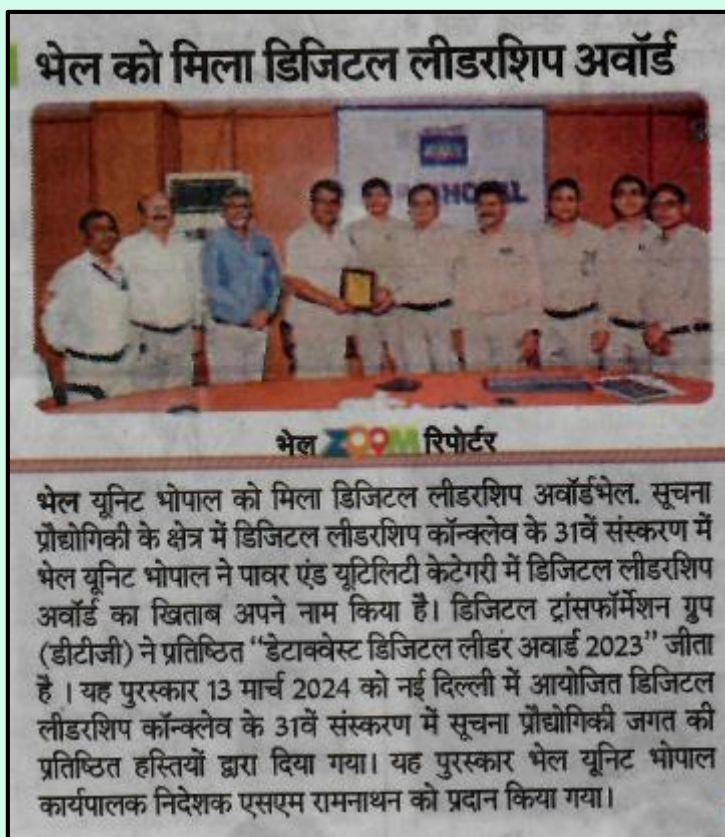 भेल को मिला डिजिटल लीडरशिप अवॉर्ड
भेल ZOOM रिपोर्टर
भेल यूनिट भोपाल को मिला डिजिटल लीडरशिप अवॉर्डभेल. सूचना
प्रौद्योगिकी के क्षेत्र में डिजिटल लीडरशिप कॉन्क्लेव के 31वें संस्करण में
भेल यूनिट भोपाल ने पावर एंड यूटिलिटी केटेगरी में डिजिटल लीडरशिप
अवॉर्ड का खिताब अपने नाम किया है। डिजिटल ट्रांसफॉर्मेशन ग्रुप
(डीटीजी) ने प्रतिष्ठित “डेटाक्वेस्ट डिजिटल लीडर अवार्ड 2023” जीता
है । यह पुरस्कार 13 मार्च 2024 को नई दिल्ली में आयोजित डिजिटल
लीडरशिप कॉन्क्लेव के 31वें संस्करण में सूचना प्रौद्योगिकी जगत की
प्रतिष्ठित हस्तियों द्वारा दिया गया। यह पुरस्कार भेल यूनिट भोपाल
कार्यपालक निदेशक एसएम रामनाथन को प्रदान किया गया।